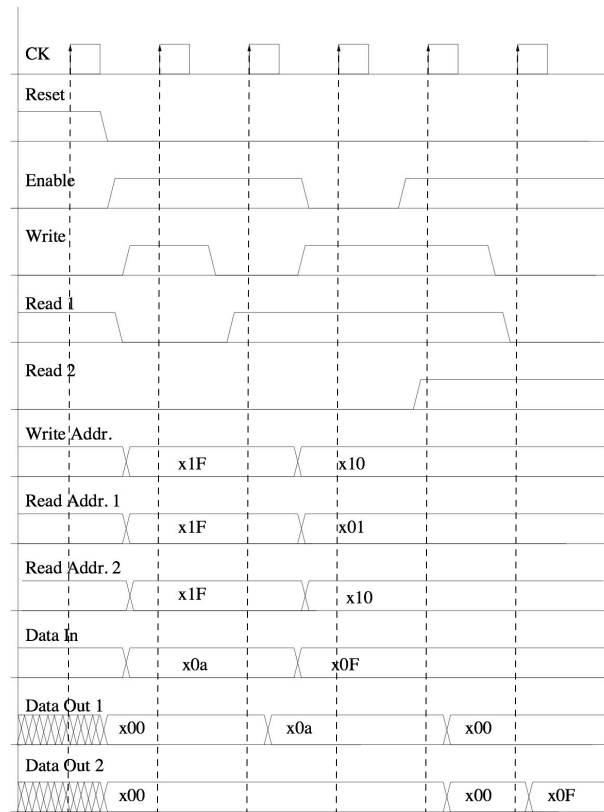 CK
Reset
Enable
Write
Read 1
Read 2
Write Addr.
x1F x10
Read Addr. 1
x1F x01
Read Addr. 2
x1F x10
Data In
x0a x0F
Data Out 1
x00 x0a x00
Data Out 2
x00 x00 x0F